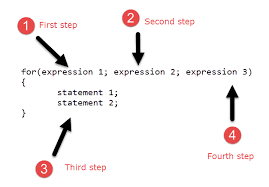 1 First step
2 Second step
for(expression 1; expression 2; expression 3)
{
statement 1;
statement 2;
}
3 Third step
4 Fourth step